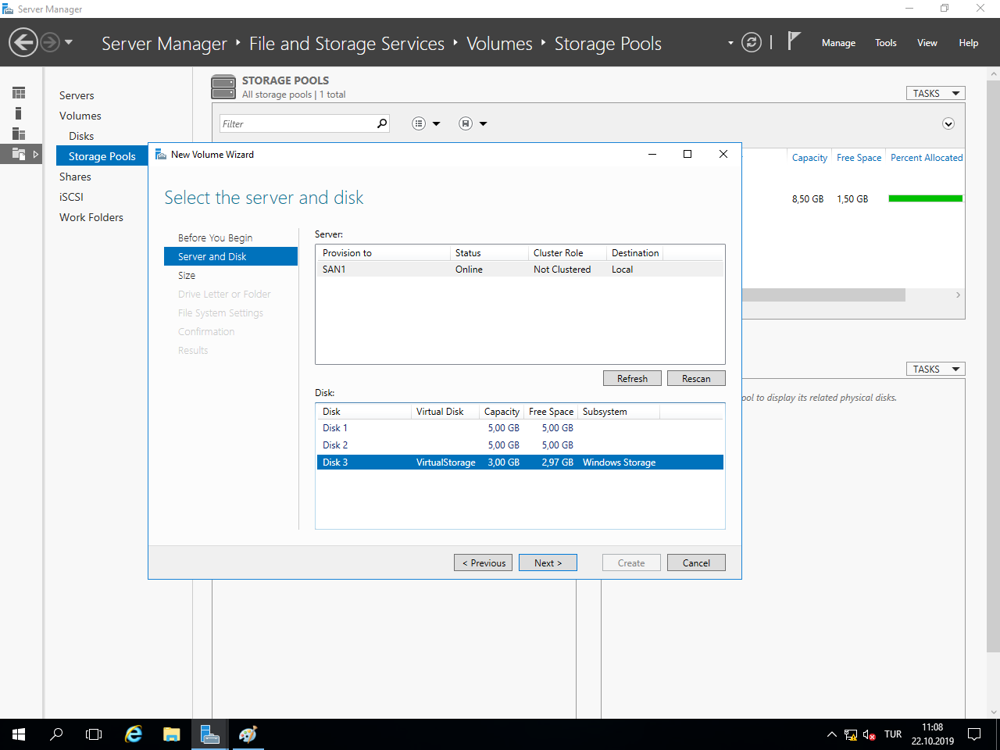 Server Manager
Server Manager ‣ File and Storage Services ‣ Volumes ‣ Storage Pools
Manage Tools View Help
Servers
Volumes
Disks
Storage Pools
Shares
iSCSI
Work Folders
STORAGE POOLS
All storage pools | 1 total
TASKS
Filter
Capacity Free Space Percent Allocated
8,50 GB 1,50 GB
TASKS
ool to display its related physical disks.
New Volume Wizard
Select the server and disk
Before You Begin
Server and Disk
Size
Drive Letter or Folder
File System Settings
Confirmation
Results
Server:
Provision to Status Cluster Role Destination
SAN1 Online Not Clustered Local
Refresh Rescan
Disk:
Disk Virtual Disk Capacity Free Space Subsystem
Disk 1 5,00 GB 5,00 GB
Disk 2 5,00 GB 5,00 GB
Disk 3 VirtualStorage 3,00 GB 2,97 GB Windows Storage
< Previous Next > Create Cancel
TUR
11:08
22.10.2019